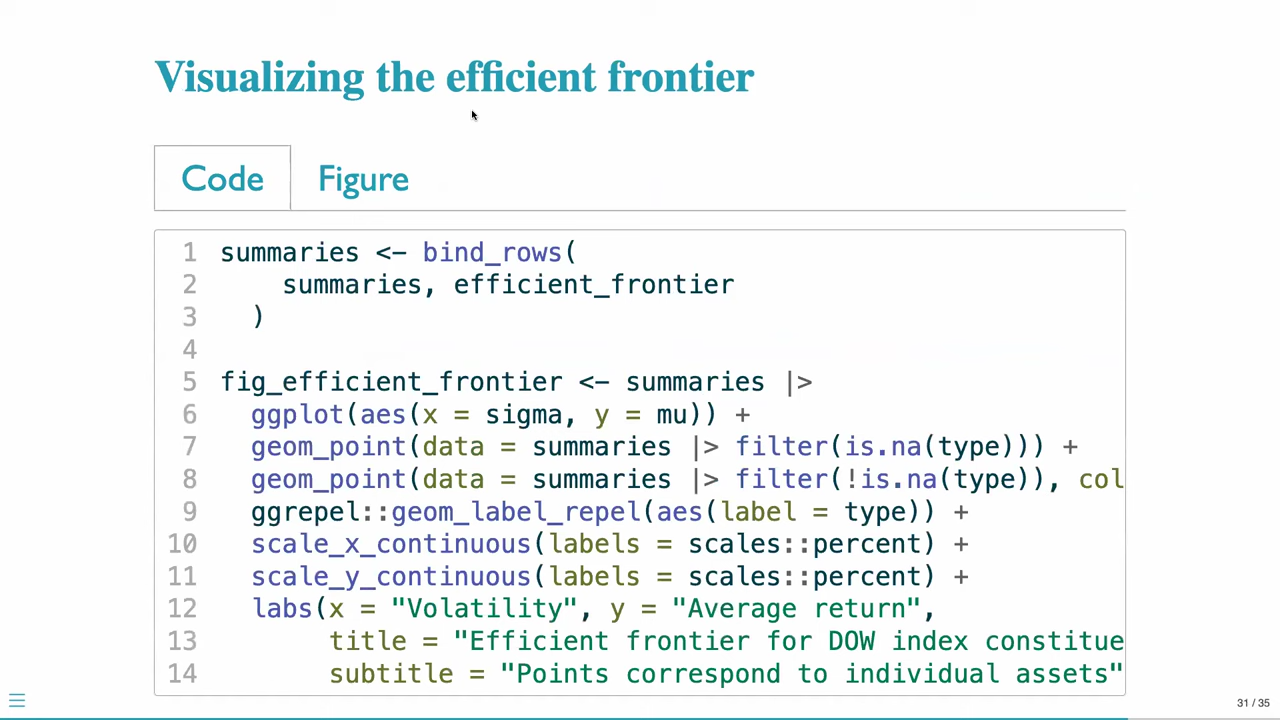 Visualizing the efficient frontier
Code Figure
1 summaries <- bind_rows(
2     summaries, efficient_frontier
3   )
4
5 fig_efficient_frontier <- summaries |>
6   ggplot(aes(x = sigma, y = mu)) +
7   geom_point(data = summaries |> filter(is.na(type))) +
8   geom_point(data = summaries |> filter(!is.na(type)), col
9   ggrepel::geom_label_repel(aes(label = type)) +
10   scale_x_continuous(labels = scales::percent) +
11   scale_y_continuous(labels = scales::percent) +
12   labs(x = "Volatility", y = "Average return",
13        title = "Efficient frontier for DOW index constitue
14        subtitle = "Points correspond to individual assets"
31 / 35